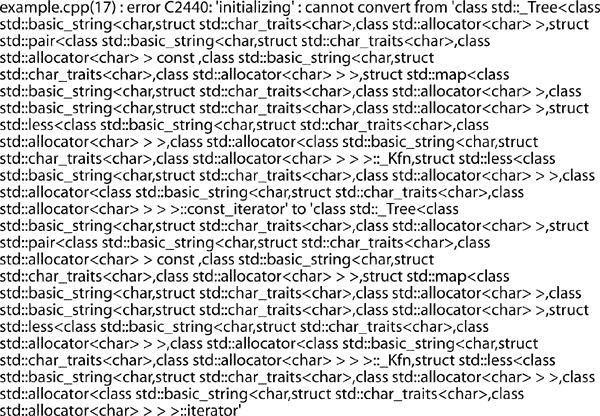 example.cpp(17) : error C2440: 'initializing' : cannot convert from 'class std::_Tree<class
std::basic_string<char,struct std::char_traits<char>,class std::allocator<char> >,struct
std::pair<class std::basic_string<char,struct std::char_traits<char>,class
std::allocator<char> > const ,class std::basic_string<char,struct
std::char_traits<char>,class std::allocator<char> > >,struct std::map<class
std::basic_string<char,struct std::char_traits<char>,class std::allocator<char> >,class
std::basic_string<char,struct std::char_traits<char>,class std::allocator<char> >,struct
std::less<class std::basic_string<char,struct std::char_traits<char>,class
std::allocator<char> > >,class std::allocator<class std::basic_string<char,struct
std::char_traits<char>,class std::allocator<char> > > >::_Kfn,struct std::less<class
std::basic_string<char,struct std::char_traits<char>,class std::allocator<char> > >,class
std::allocator<class std::basic_string<char,struct std::char_traits<char>,class
std::allocator<char> > > >::const_iterator' to 'class std::_Tree<class
std::basic_string<char,struct std::char_traits<char>,class std::allocator<char> >,struct
std::pair<class std::basic_string<char,struct std::char_traits<char>,class
std::allocator<char> > const ,class std::basic_string<char,struct
std::char_traits<char>,class std::allocator<char> > >,struct std::map<class
std::basic_string<char,struct std::char_traits<char>,class std::allocator<char> >,class
std::basic_string<char,struct std::char_traits<char>,class std::allocator<char> >,struct
std::less<class std::basic_string<char,struct std::char_traits<char>,class
std::allocator<char> > >,class std::allocator<class std::basic_string<char,struct
std::char_traits<char>,class std::allocator<char> > > >::_Kfn,struct std::less<class
std::basic_string<char,struct std::char_traits<char>,class std::allocator<char> > >,class
std::allocator<class std::basic_string<char,struct std::char_traits<char>,class
std::allocator<char> > > >::iterator'